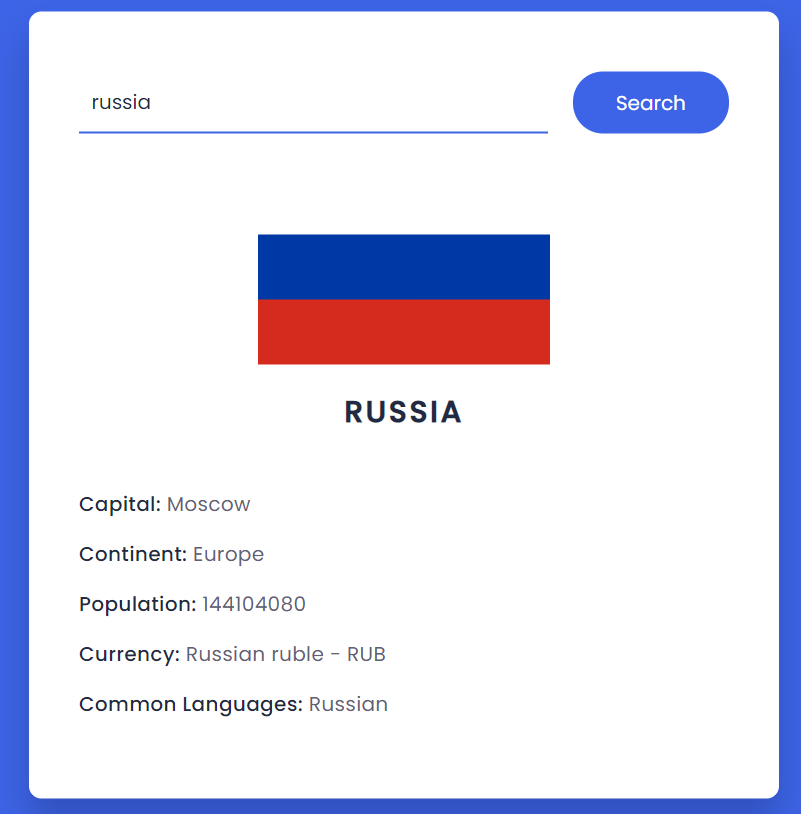 russia
Search
RUSSIA
Capital: Moscow
Continent: Europe
Population: 144104080
Currency: Russian ruble - RUB
Common Languages: Russian